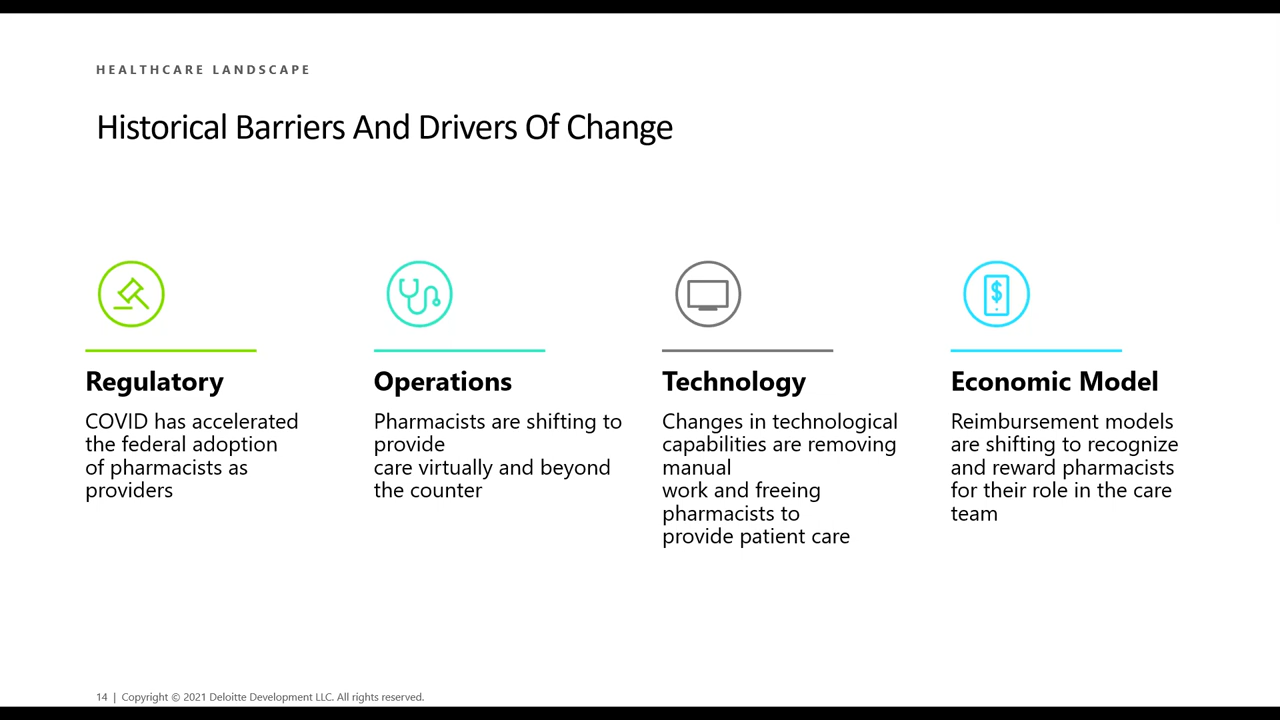 HEALTHCARE LANDSCAPE
Historical Barriers And Drivers Of Change
$
Regulatory
COVID has accelerated
the federal adoption
of pharmacists as
providers
Operations
Pharmacists are shifting to
provide
care virtually and beyond
the counter
Technology
Changes in technological
capabilities are removing
manual
work and freeing
pharmacists to
provide patient care
Economic Model
Reimbursement models
are shifting to recognize
and reward pharmacists
for their role in the care
team
14 | Copyright © 2021 Deloitte Development LLC. All rights reserved.